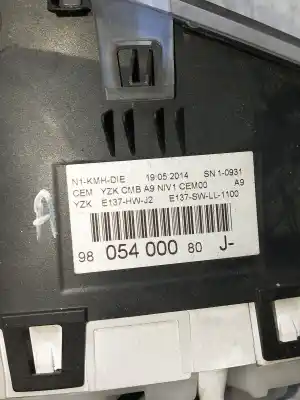 N1-KMH-DIE 19:05:2014 SN 1-0931
CEM YZK CMB A9 NIV1 CEM00 A9
YZK E137-HW-J2 E137-SW-LL-1100
98 054 000 80 J-